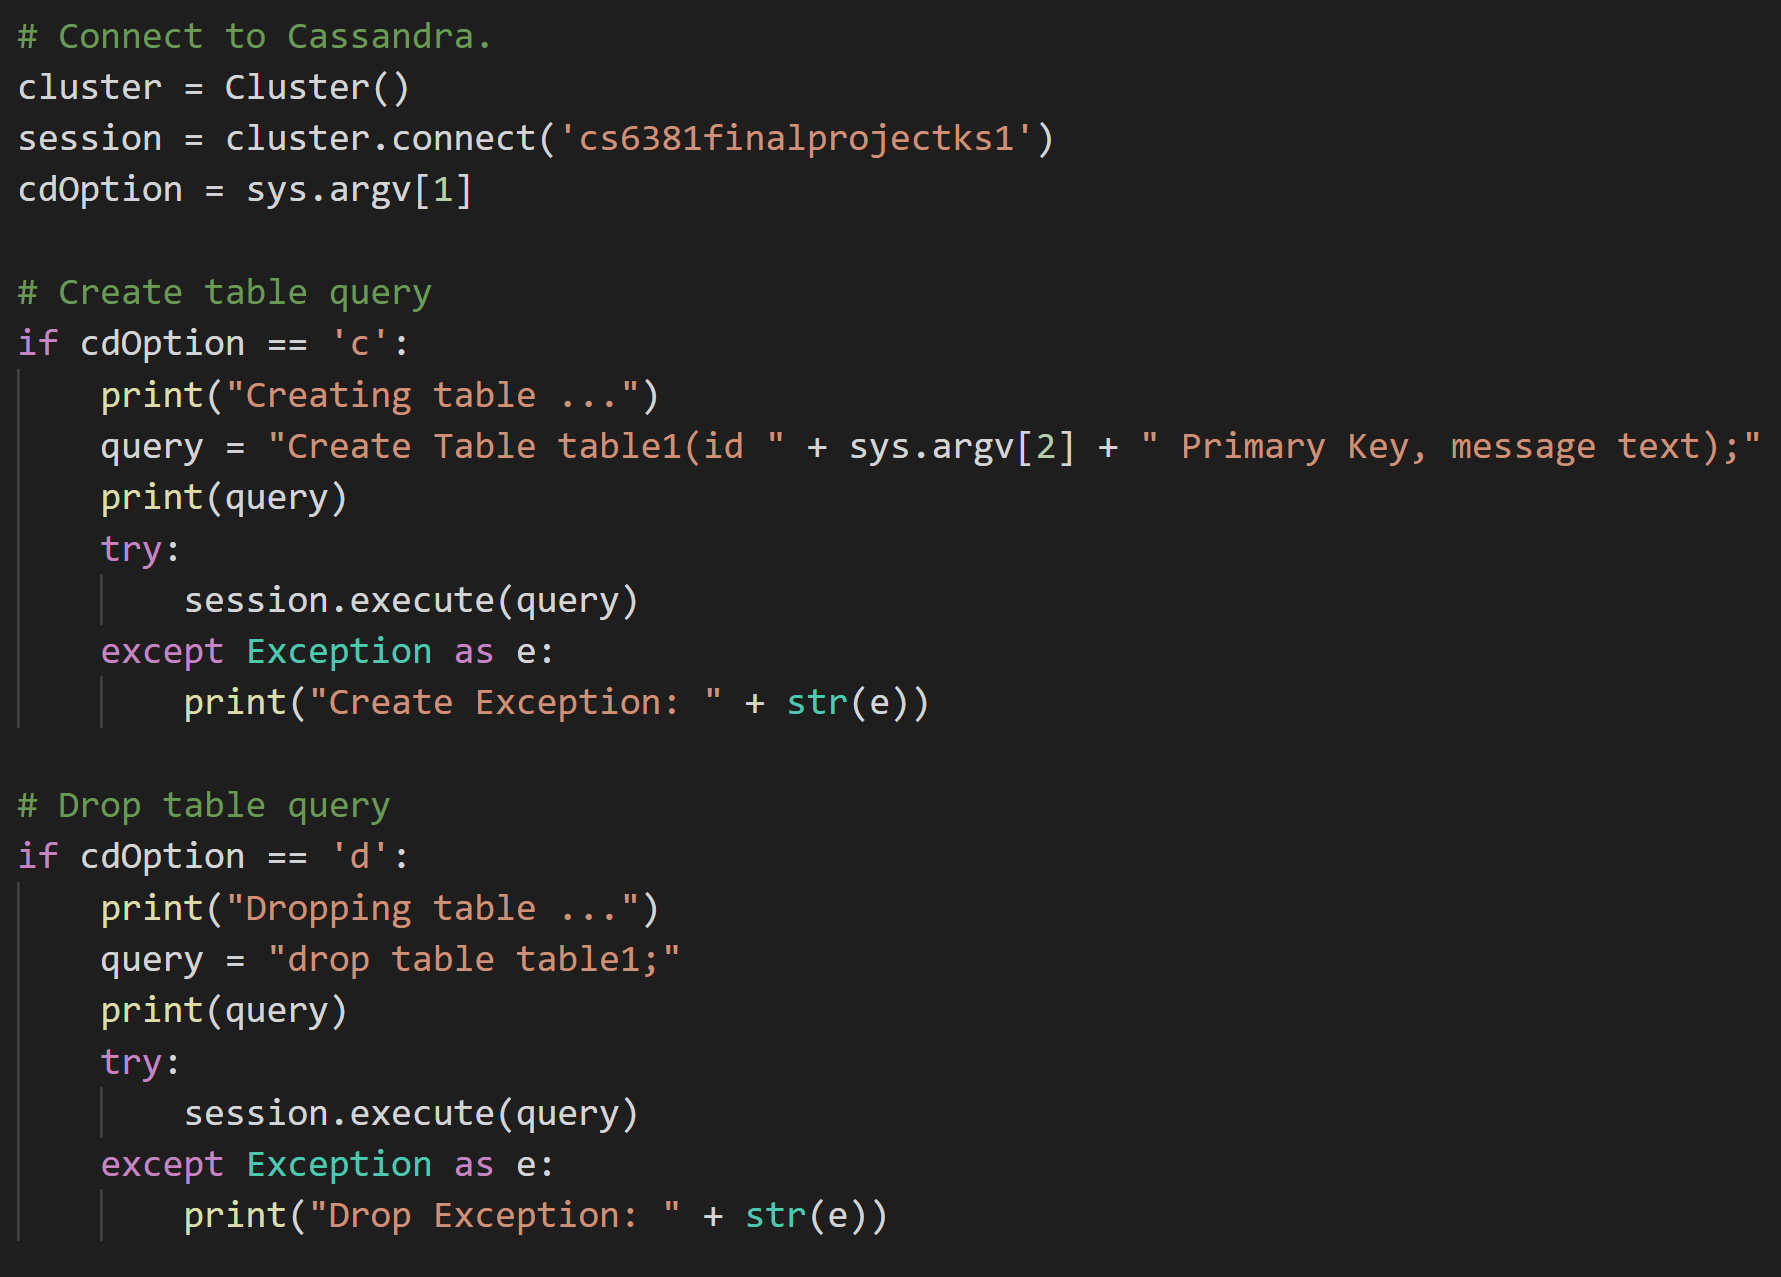 # Connect to Cassandra.
cluster = Cluster()
session = cluster.connect('cs6381finalprojectks1')
cdOption = sys.argv[1]

# Create table query
if cdOption == 'c':
    print("Creating table ...")
    query = "Create Table table1(id " + sys.argv[2] + " Primary Key, message text);"
    print(query)
    try:
        session.execute(query)
    except Exception as e:
        print("Create Exception: " + str(e))

# Drop table query
if cdOption == 'd':
    print("Dropping table ...")
    query = "drop table table1;"
    print(query)
    try:
        session.execute(query)
    except Exception as e:
        print("Drop Exception: " + str(e))